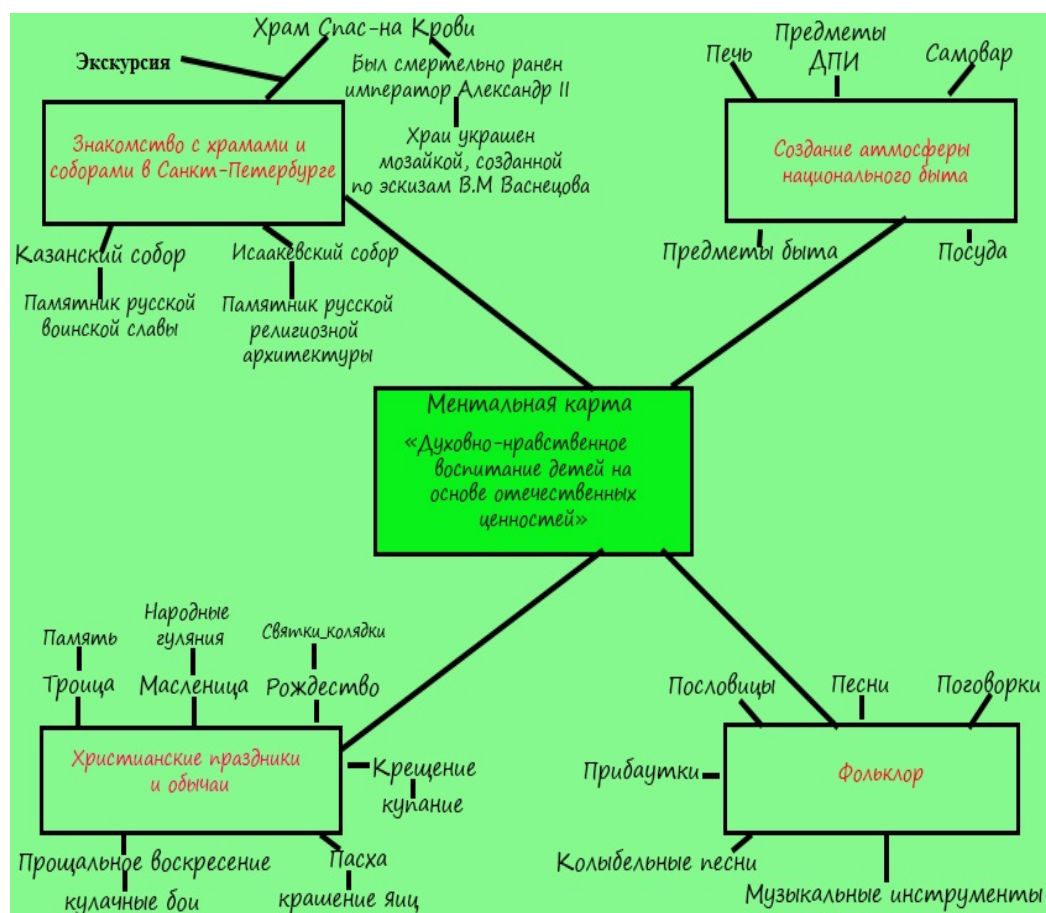 Храм Спас-на Крови
Экскурсия
Был смертельно ранен
император Александр II
Храи украшен
мозайкой, созданной
по эскизам В.М Васнецова
Знакомство с храмами и
соборами в Санкт-Петербурге
Казанский собор
Памятник русской
воинской славы
Исаакевский собор
Памятник русской
религиозной
архитектуры
Печь
Предметы
ДПИ
Самовар
Создание атмосферы
национального быта
Предметы быта
Посуда
Ментальная карта
«Духовно-нравственное
воспитание детей на
основе отечественных
ценностей»
Память
Троица
Народные
гуляния
Масленица
Святки_колядки
Рождество
Христианские праздники
и обычаи
Крещение
купание
Прощальное воскресение
кулачные бои
Пасха
крашение яиц
Пословицы
Песни
Поговорки
Прибаутки
Фольклор
Колыбельные песни
Музыкальные инструменты